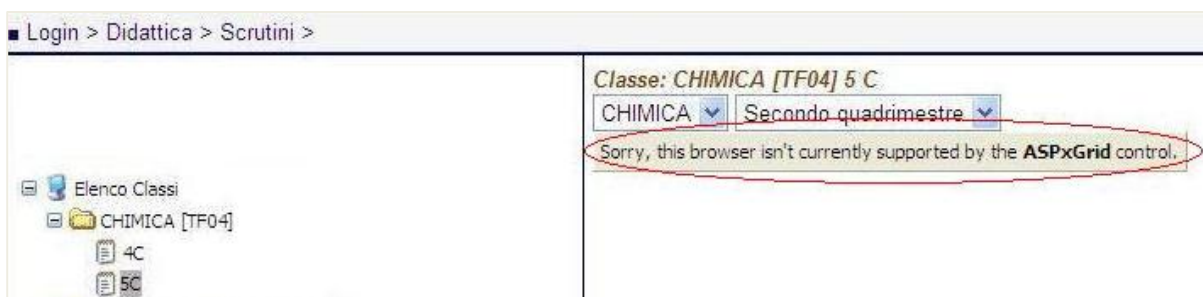 Login > Didattica > Scrutini >
Classe: CHIMICA [TF04] 5 C
CHIMICA Secondo quadrimestre
Sorry, this browser isn't currently supported by the ASPxGrid control.
Elenco Classi
CHIMICA [TF04]
4C
5C